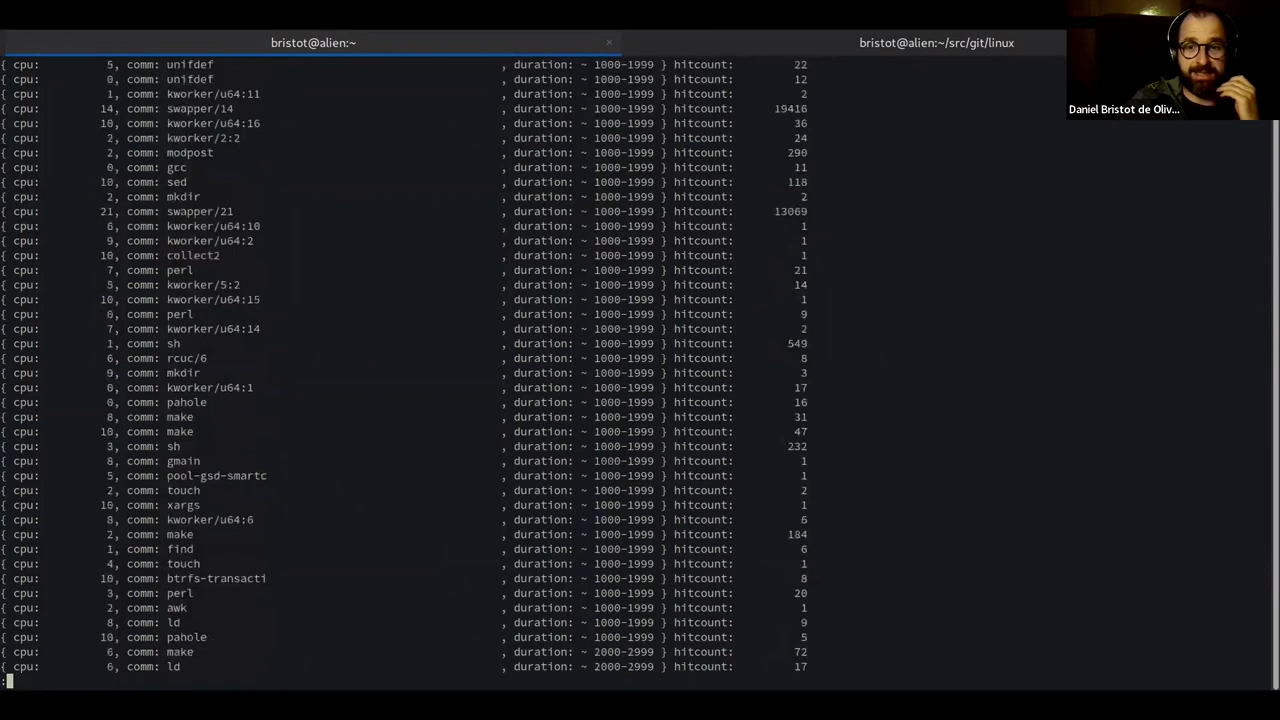 bristot@alien:~ × bristot@alien:~/src/git/linux
Daniel Bristot de Oliv...
{ cpu: 5, comm: unifdef , duration: ~ 1000-1999 } hitcount: 22
{ cpu: 0, comm: unifdef , duration: ~ 1000-1999 } hitcount: 12
{ cpu: 1, comm: kworker/u64:11 , duration: ~ 1000-1999 } hitcount: 2
{ cpu: 14, comm: swapper/14 , duration: ~ 1000-1999 } hitcount: 19416
{ cpu: 10, comm: kworker/u64:16 , duration: ~ 1000-1999 } hitcount: 36
{ cpu: 2, comm: kworker/2:2 , duration: ~ 1000-1999 } hitcount: 24
{ cpu: 2, comm: modpost , duration: ~ 1000-1999 } hitcount: 290
{ cpu: 0, comm: gcc , duration: ~ 1000-1999 } hitcount: 11
{ cpu: 10, comm: sed , duration: ~ 1000-1999 } hitcount: 118
{ cpu: 2, comm: mkdir , duration: ~ 1000-1999 } hitcount: 2
{ cpu: 21, comm: swapper/21 , duration: ~ 1000-1999 } hitcount: 13069
{ cpu: 6, comm: kworker/u64:10 , duration: ~ 1000-1999 } hitcount: 1
{ cpu: 9, comm: kworker/u64:2 , duration: ~ 1000-1999 } hitcount: 1
{ cpu: 10, comm: collect2 , duration: ~ 1000-1999 } hitcount: 1
{ cpu: 7, comm: perl , duration: ~ 1000-1999 } hitcount: 21
{ cpu: 5, comm: kworker/5:2 , duration: ~ 1000-1999 } hitcount: 14
{ cpu: 10, comm: kworker/u64:15 , duration: ~ 1000-1999 } hitcount: 1
{ cpu: 0, comm: perl , duration: ~ 1000-1999 } hitcount: 9
{ cpu: 7, comm: kworker/u64:14 , duration: ~ 1000-1999 } hitcount: 2
{ cpu: 1, comm: sh , duration: ~ 1000-1999 } hitcount: 549
{ cpu: 6, comm: rcuc/6 , duration: ~ 1000-1999 } hitcount: 8
{ cpu: 9, comm: mkdir , duration: ~ 1000-1999 } hitcount: 3
{ cpu: 0, comm: kworker/u64:1 , duration: ~ 1000-1999 } hitcount: 17
{ cpu: 0, comm: pahole , duration: ~ 1000-1999 } hitcount: 16
{ cpu: 8, comm: make , duration: ~ 1000-1999 } hitcount: 31
{ cpu: 10, comm: make , duration: ~ 1000-1999 } hitcount: 47
{ cpu: 3, comm: sh , duration: ~ 1000-1999 } hitcount: 232
{ cpu: 8, comm: gmain , duration: ~ 1000-1999 } hitcount: 1
{ cpu: 5, comm: pool-gsd-smartc , duration: ~ 1000-1999 } hitcount: 1
{ cpu: 2, comm: touch , duration: ~ 1000-1999 } hitcount: 2
{ cpu: 10, comm: xargs , duration: ~ 1000-1999 } hitcount: 1
{ cpu: 8, comm: kworker/u64:6 , duration: ~ 1000-1999 } hitcount: 6
{ cpu: 2, comm: make , duration: ~ 1000-1999 } hitcount: 184
{ cpu: 1, comm: find , duration: ~ 1000-1999 } hitcount: 6
{ cpu: 4, comm: touch , duration: ~ 1000-1999 } hitcount: 1
{ cpu: 10, comm: btrfs-transacti , duration: ~ 1000-1999 } hitcount: 8
{ cpu: 3, comm: perl , duration: ~ 1000-1999 } hitcount: 20
{ cpu: 2, comm: awk , duration: ~ 1000-1999 } hitcount: 1
{ cpu: 8, comm: ld , duration: ~ 1000-1999 } hitcount: 9
{ cpu: 10, comm: pahole , duration: ~ 1000-1999 } hitcount: 5
{ cpu: 6, comm: make , duration: ~ 2000-2999 } hitcount: 72
{ cpu: 6, comm: ld , duration: ~ 2000-2999 } hitcount: 17
: